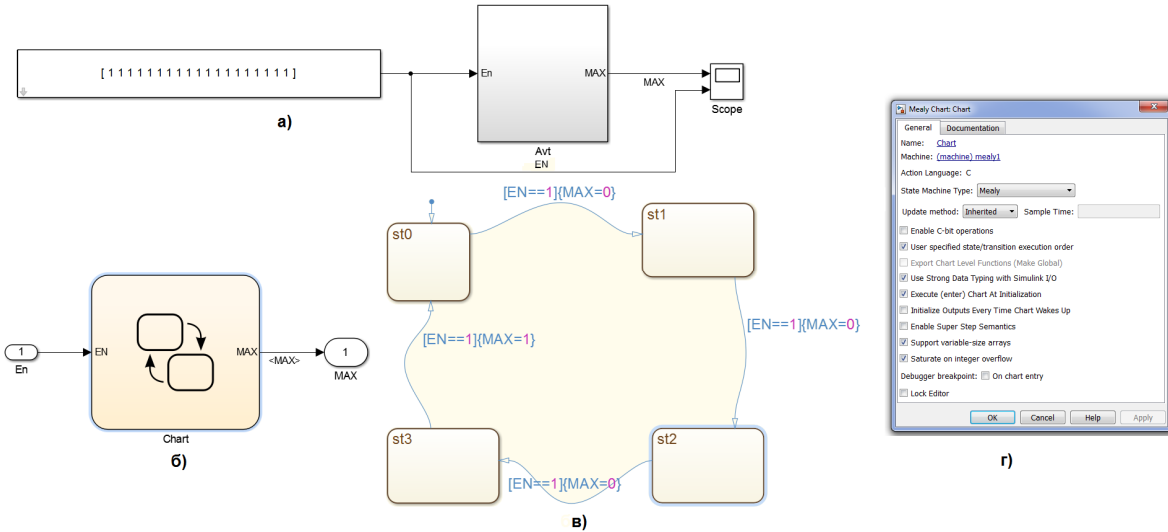 [ 1 1 1 1 1 1 1 1 1 1 1 1 1 1 1 1 1 1 1 ]
En
MAX
MAX
Scope
а)
Avt
EN
[EN==1]{MAX=0}
st0
st1
[EN==1]{MAX=1}
[EN==1]{MAX=0}
st3
st2
[EN==1]{MAX=0}
в)
1
En
EN
MAX
<MAX>
1
MAX
Chart
б)
Mealy Chart: Chart
General
Documentation
Name: Chart
Machine: (machine) mealy1
Action Language: C
State Machine Type: Mealy
Update method: Inherited Sample Time:
Enable C-bit operations
User specified state/transition execution order
Export Chart Level Functions (Make Global)
Use Strong Data Typing with Simulink I/O
Execute (enter) Chart At Initialization
Initialize Outputs Every Time Chart Wakes Up
Enable Super Step Semantics
Support variable-size arrays
Saturate on integer overflow
Debugger breakpoint: On chart entry
Lock Editor
OK Cancel Help Apply
г)